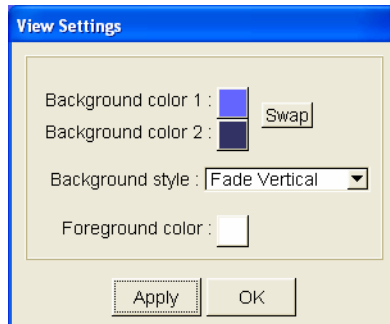 View Settings
Background color 1 :
Swap
Background color 2 :
Background style : Fade Vertical
Foreground color :
Apply OK